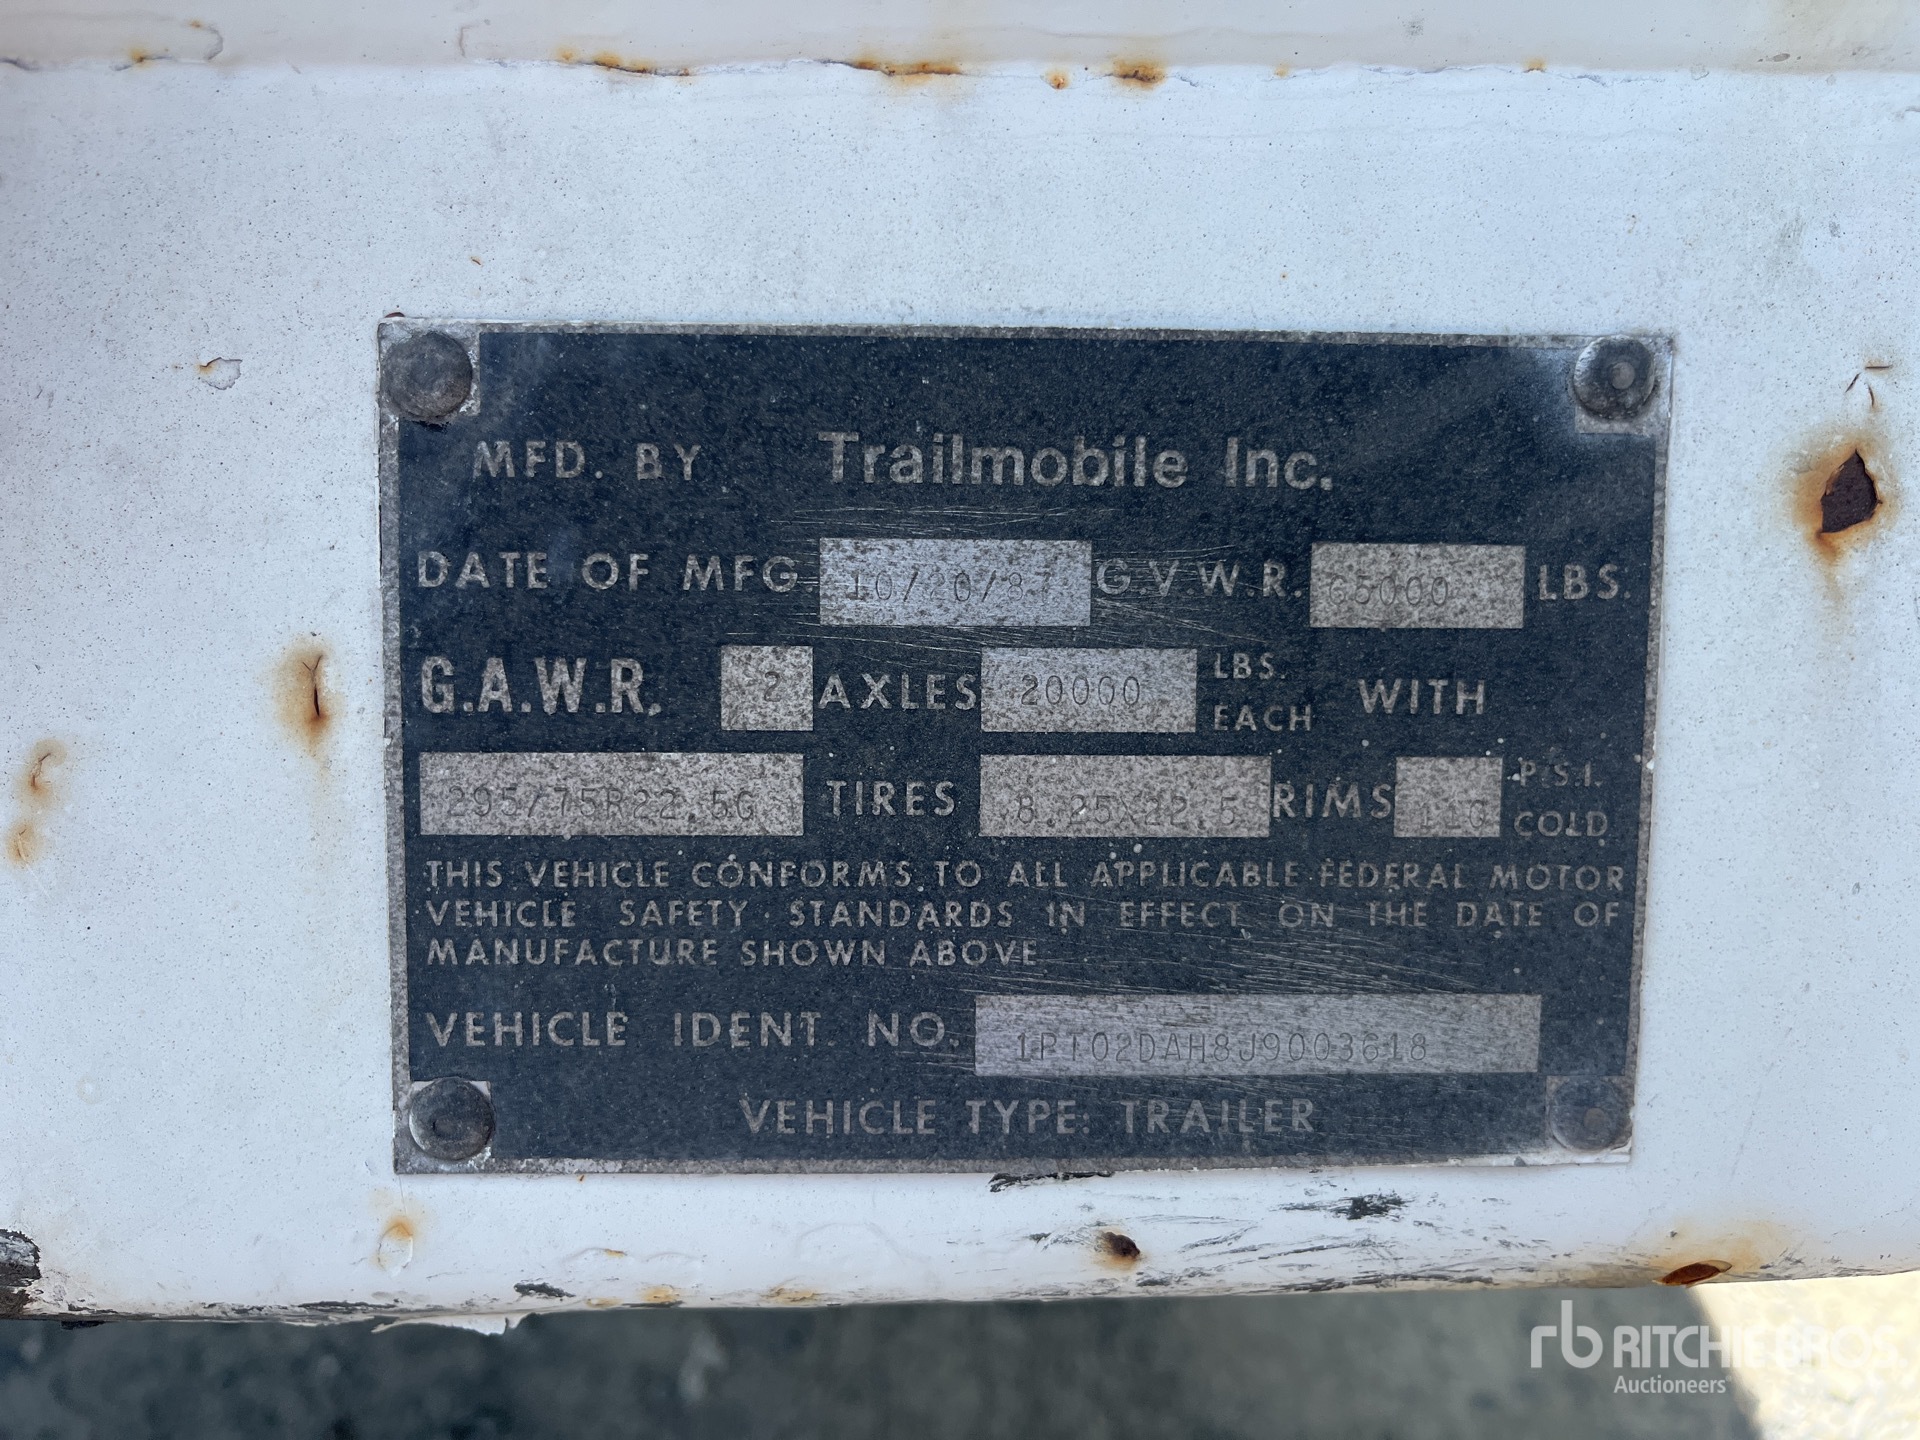 MFD. BY Trailmobile Inc.
DATE OF MFG. 10/20/87 G.V.W.R. 65000 LBS.
G.A.W.R. 2 AXLES 20000 LBS. EACH WITH
295/75R22.5G TIRES 8.25X22.5 RIMS 110 P.S.I. COLD
THIS VEHICLE CONFORMS TO ALL APPLICABLE FEDERAL MOTOR
VEHICLE SAFETY STANDARDS IN EFFECT ON THE DATE OF
MANUFACTURE SHOWN ABOVE
VEHICLE IDENT. NO. 1PT02DAH8J9003618
VEHICLE TYPE: TRAILER
rb RITCHIE BROS.
Auctioneers